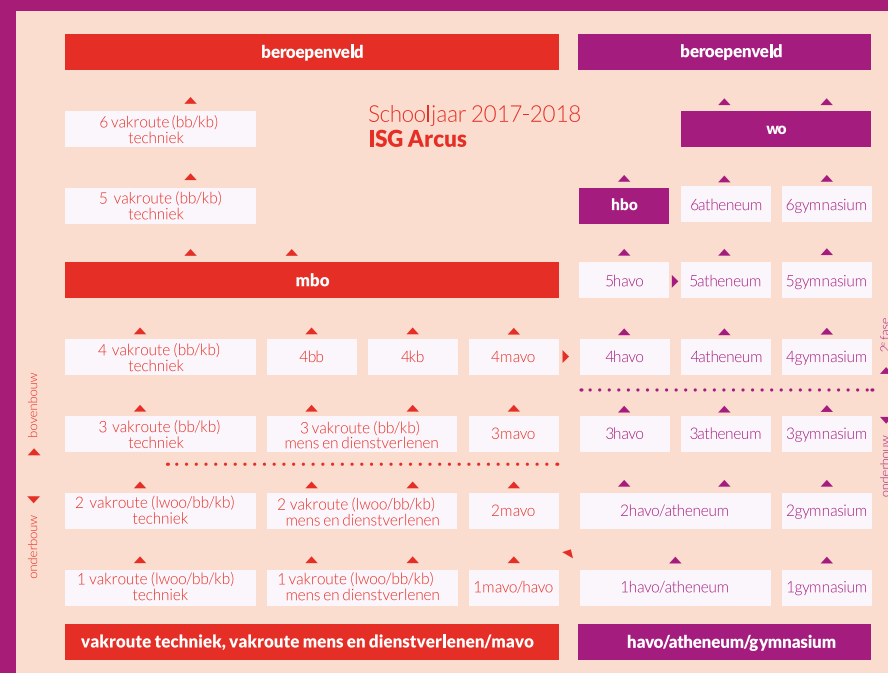 beroepenveld
beroepenveld
Schooljaar 2017-2018
ISG Arcus
6 vakroute (bb/kb)
techniek
wo
5 vakroute (bb/kb)
techniek
hbo
6atheneum
6gymnasium
mbo
5havo
5atheneum
5gymnasium
4 vakroute (bb/kb)
techniek
4bb
4kb
4mavo
4havo
4atheneum
4gymnasium
2e fase
bovenbouw
3 vakroute (bb/kb)
techniek
3 vakroute (bb/kb)
mens en dienstverlenen
3mavo
3havo
3atheneum
3gymnasium
onderbouw
2 vakroute (lwoo/bb/kb)
techniek
2 vakroute (lwoo/bb/kb)
mens en dienstverlenen
2mavo
2havo/atheneum
2gymnasium
onderbouw
1 vakroute (lwoo/bb/kb)
techniek
1 vakroute (lwoo/bb/kb)
mens en dienstverlenen
1mavo/havo
1havo/atheneum
1gymnasium
vakroute techniek, vakroute mens en dienstverlenen/mavo
havo/atheneum/gymnasium